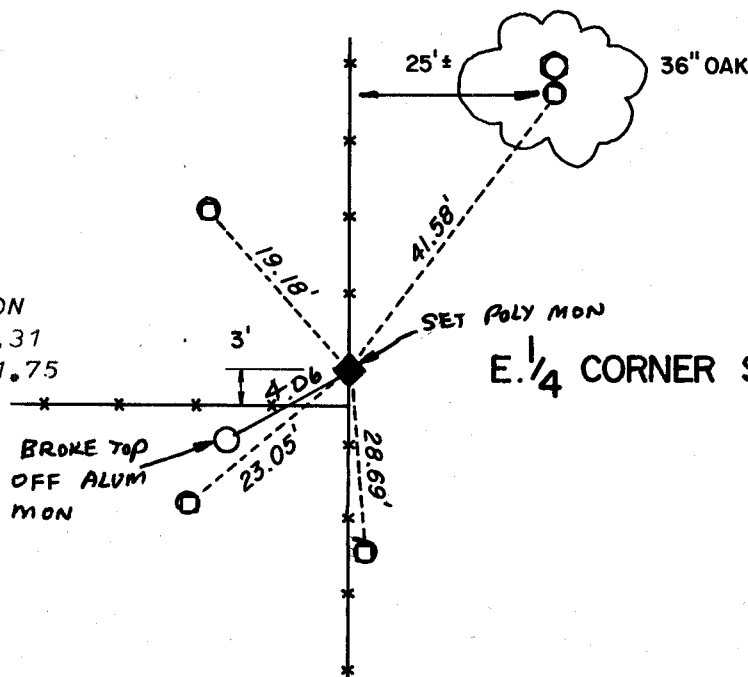 25'±
36" OAK
41.58'
19.18'
ON
.31
.75
3'
SET POLY MON
E. 1/4 CORNER S
4.06
BROKE TOP
OFF ALUM
MON
23.05'
28.69'